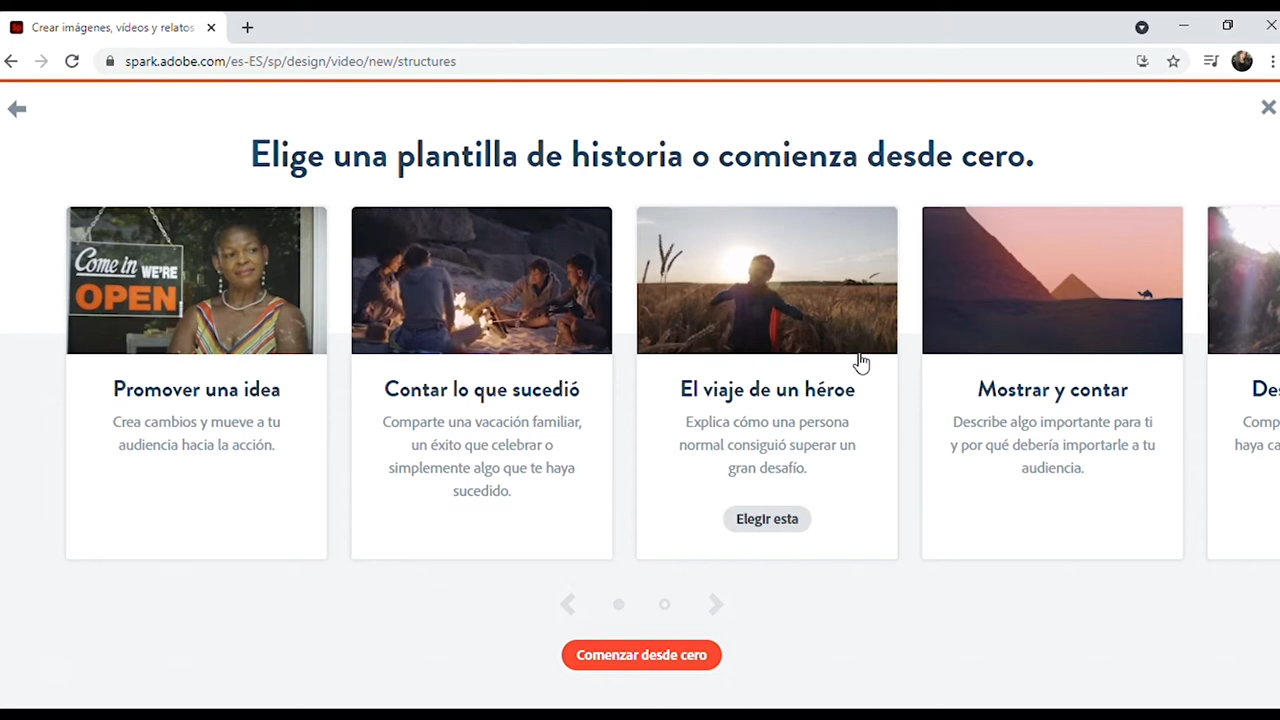 Sp
Crear imágenes, vídeos y relatos
spark.adobe.com/es-ES/sp/design/video/new/structures
Elige una plantilla de historia o comienza desde cero.
Come in WE'RE
OPEN
Promover una idea
Crea cambios y mueve a tu
audiencia hacia la acción.
Contar lo que sucedió
Comparte una vacación familiar,
un éxito que celebrar o
simplemente algo que te haya
sucedido.
El viaje de un héroe
Explica cómo una persona
normal consiguió superar un
gran desafío.
Elegir esta
Mostrar y contar
Describe algo importante para ti
y por qué debería importarle a tu
audiencia.
Des
Comp
haya ca
Comenzar desde cero